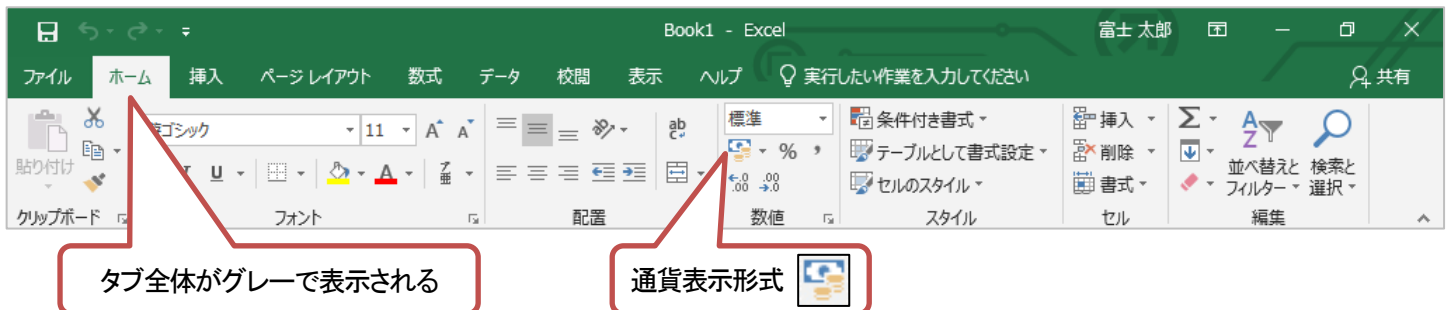 Book1 - Excel
富士 太郎
ファイル ホーム 挿入 ページ レイアウト 数式 データ 校閲 表示 ヘルプ 実行したい作業を入力してください 共有
ゴシック 11 A A ab 標準 条件付き書式 挿入 Σ
貼り付け U A 亜 % , テーブルとして書式設定 削除 並べ替えと 検索と
.00 .00 セルのスタイル 書式 フィルター 選択
クリップボード フォント 配置 数値 スタイル セル 編集
タブ全体がグレーで表示される
通貨表示形式